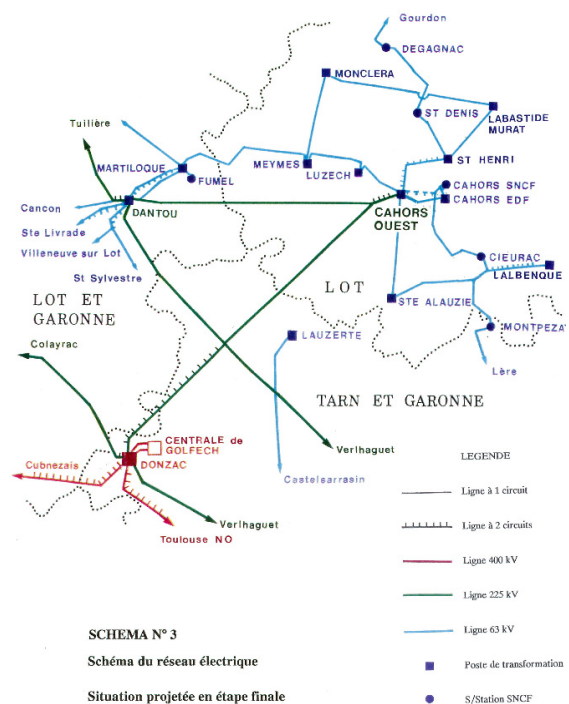 Gourdon
DEGAGNAC
MONCLERA
ST DENIS
LABASTIDE
MURAT
Tuilière
ST HENRI
MARTILOQUE
MEYMES
LUZECH
FUMEL
CAHORS SNCF
CAHORS EDF
Cancon
DANTOU
CAHORS
OUEST
Ste Livrade
Villeneuve sur Lot
St Sylvestre
CIEURAC
LALBENQUE
LOT
LOT ET
GARONNE
STE ALAUZIE
MONTPEZAT
LAUZERTE
Colayrac
Lère
TARN ET GARONNE
CENTRALE de
GOLFECH
Verlhaguet
Cubnezais
DONZAC
Castelsarrasin
Verlhaguet
Toulouse NO
LEGENDE
Ligne à 1 circuit
Ligne à 2 circuits
Ligne 400 kV
Ligne 225 kV
Ligne 63 kV
Poste de transformation
S/Station SNCF
SCHEMA N° 3
Schéma du réseau électrique
Situation projetée en étape finale